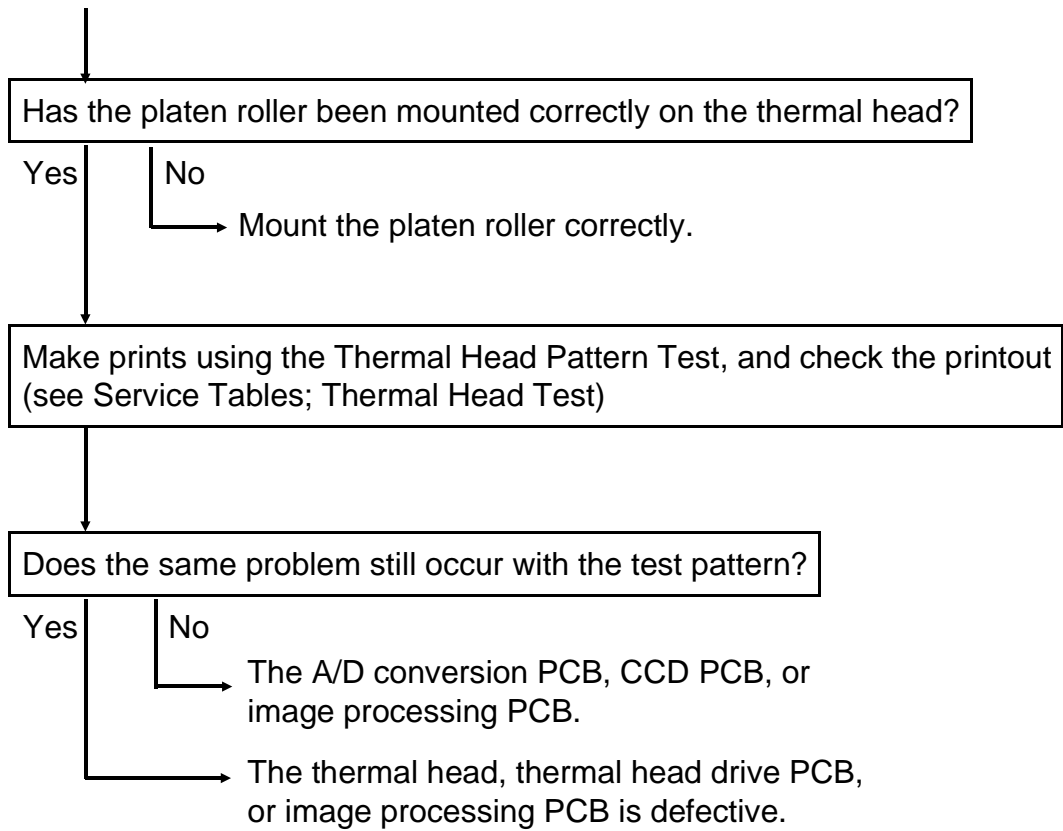 Has the platen roller been mounted correctly on the thermal head?
Yes
No
Mount the platen roller correctly.
Make prints using the Thermal Head Pattern Test, and check the printout
(see Service Tables; Thermal Head Test)
Does the same problem still occur with the test pattern?
Yes
No
The A/D conversion PCB, CCD PCB, or
image processing PCB.
The thermal head, thermal head drive PCB,
or image processing PCB is defective.